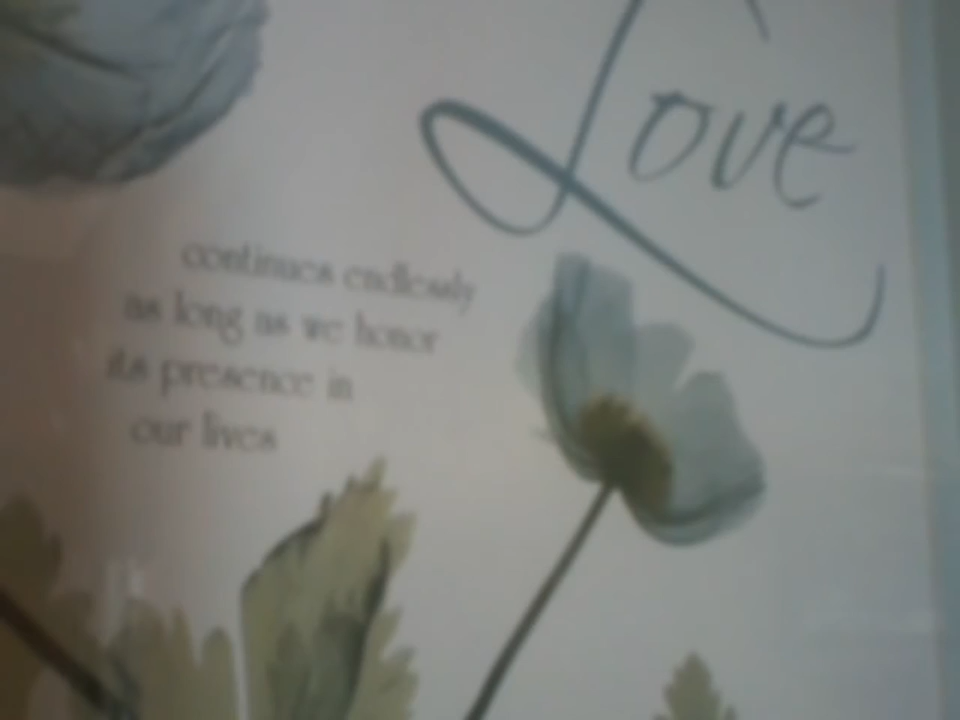 Love
continues endlessly
as long as we honor
its presence in
our lives